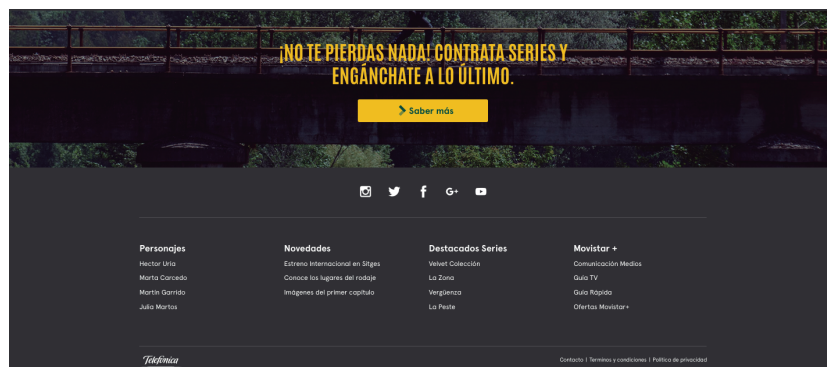 ¡NO TE PIERDAS NADA! CONTRATA SERIES Y
ENGÁNCHATE A LO ÚLTIMO.
Saber más
G+
Personajes
Hector Uria
Marta Carcedo
Martín Garrido
Julia Martos
Novedades
Estreno Internacional en Sitges
Conoce los lugares del rodaje
Imágenes del primer capítulo
Destacados Series
Velvet Colección
La Zona
Vergüenza
La Peste
Movistar +
Comunicación Medios
Guia TV
Guía Rápida
Ofertas Movistar+
Telefónica
Contacto | Terminos y condiciones | Política de privacidad